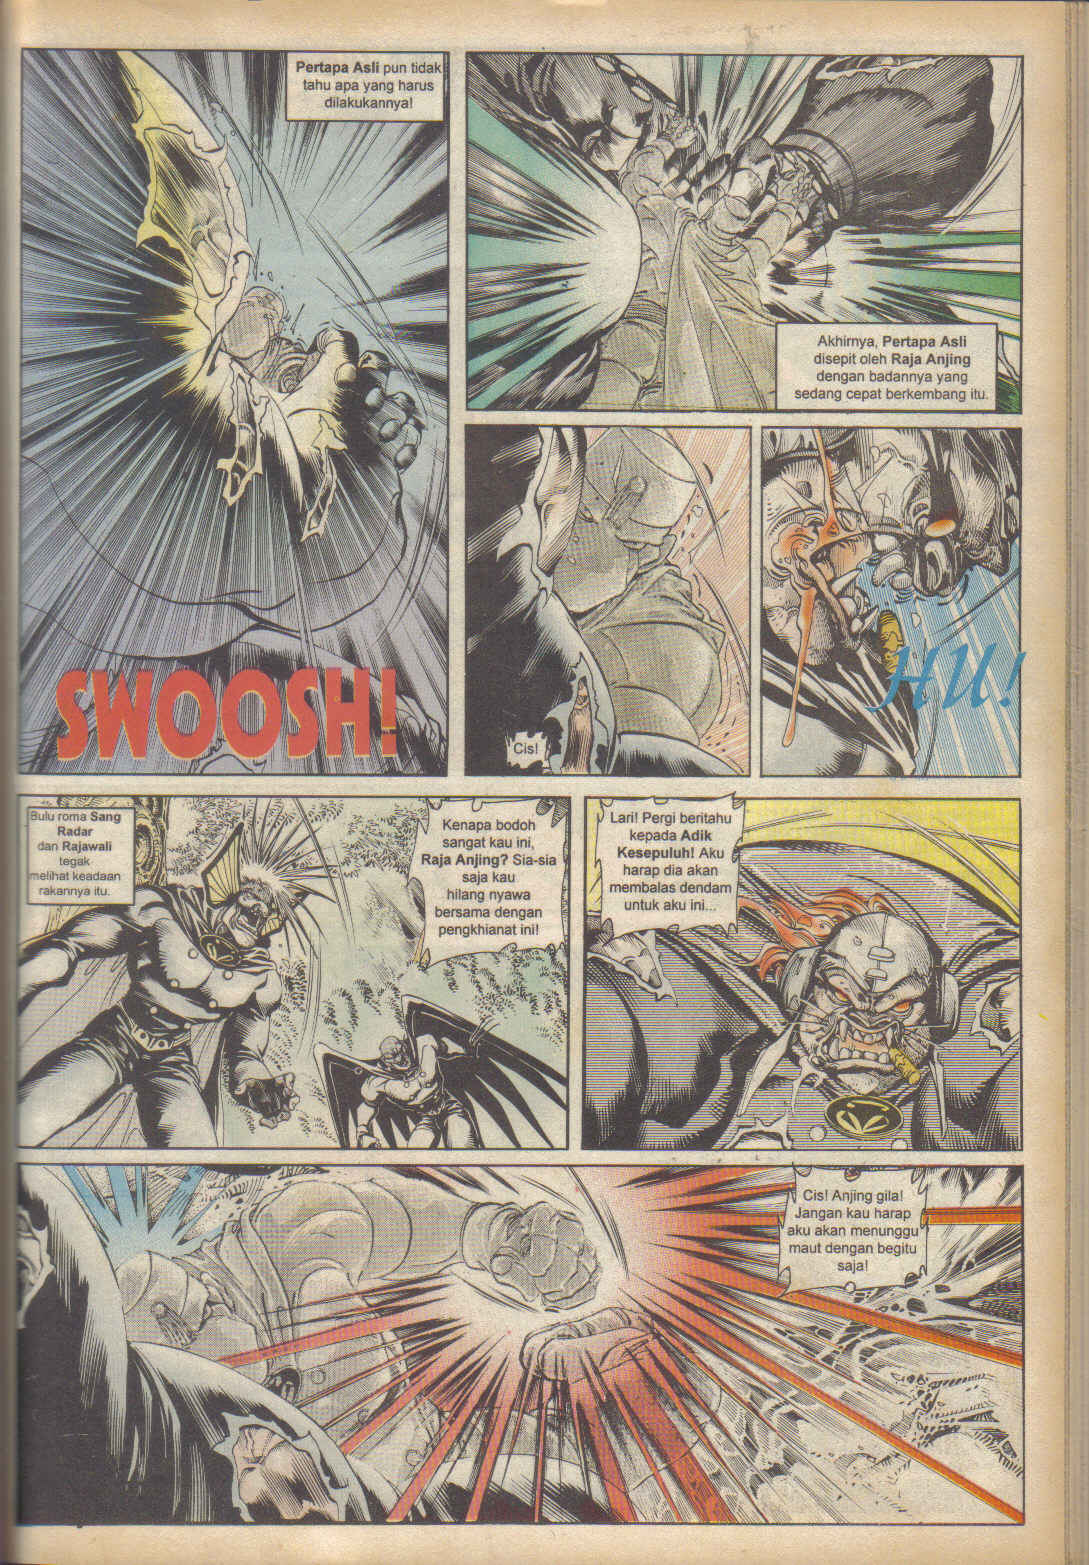 Pertapa Asli pun tidak
tahu apa yang harus
dilakukannya!
SWOOSH!
Akhirnya, Pertapa Asli
disepit oleh Raja Anjing
dengan badannya yang
sedang cepat berkembang itu.
Cis!
HU!
Bulu roma Sang
Radar
dan Rajawali
tegak
melihat keadaan
rakannya itu.
Kenapa bodoh
sangat kau ini,
Raja Anjing? Sia-sia
saja kau
hilang nyawa
bersama dengan
pengkhianat ini!
Lari! Pergi beritahu
kepada Adik
Kesepuluh! Aku
harap dia akan
membalas dendam
untuk aku ini...
Cis! Anjing gila!
Jangan kau harap
aku akan menunggu
maut dengan begitu
saja!